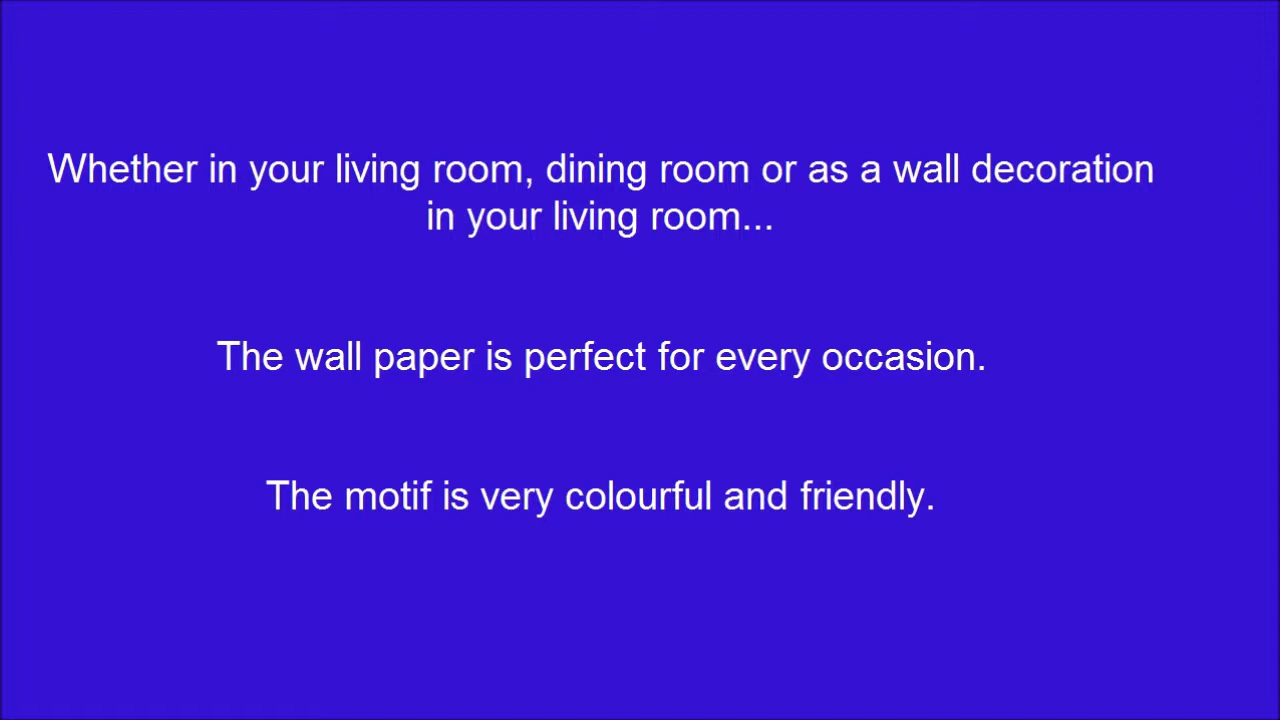 Whether in your living room, dining room or as a wall decoration
in your living room...
The wall paper is perfect for every occasion.
The motif is very colourful and friendly.